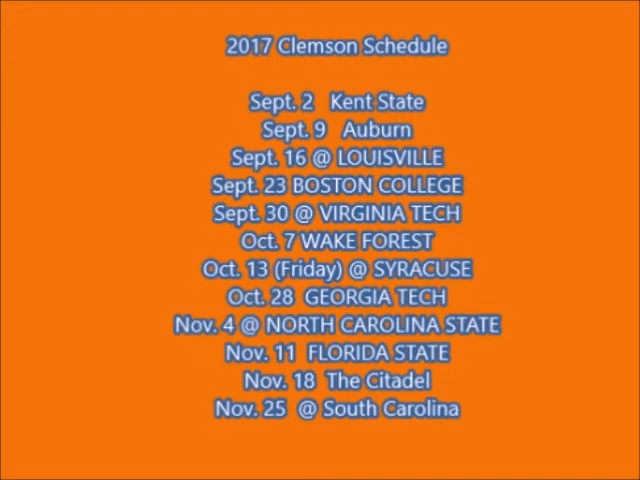 2017 Clemson Schedule
Sept. 2 Kent State
Sept. 9 Auburn
Sept. 16 @ LOUISVILLE
Sept. 23 BOSTON COLLEGE
Sept. 30 @ VIRGINIA TECH
Oct. 7 WAKE FOREST
Oct. 13 (Friday) @ SYRACUSE
Oct. 28 GEORGIA TECH
Nov. 4 @ NORTH CAROLINA STATE
Nov. 11 FLORIDA STATE
Nov. 18 The Citadel
Nov. 25 @ South Carolina